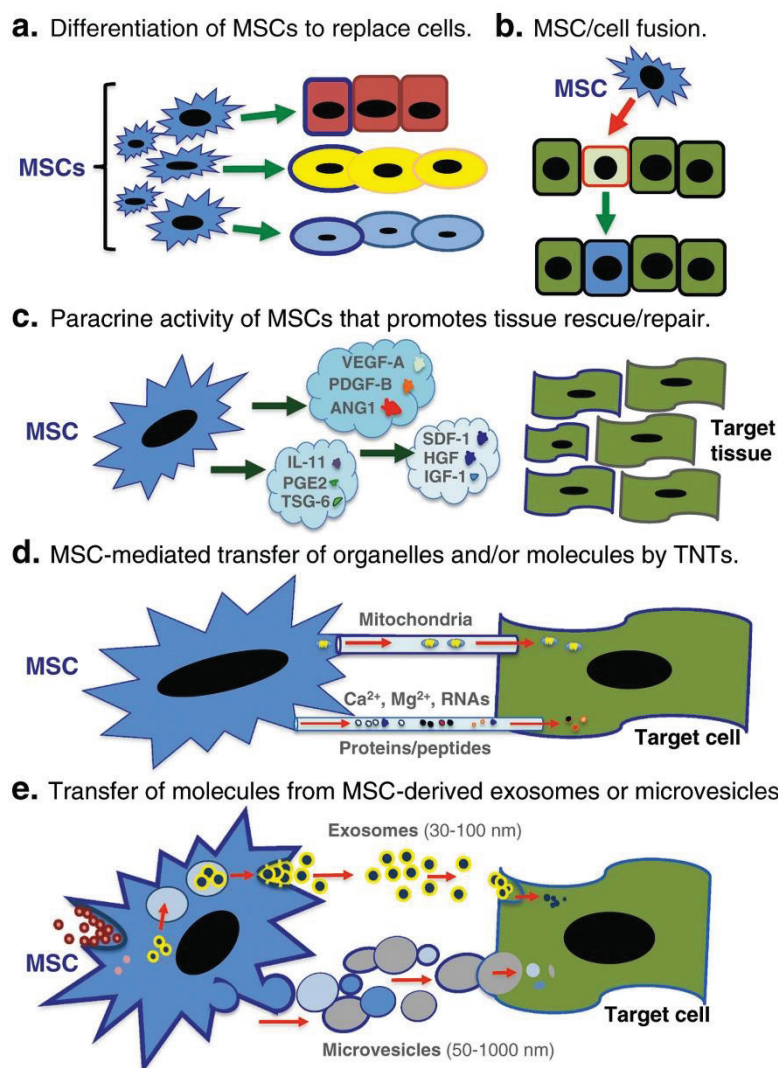 a. Differentiation of MSCs to replace cells.
b. MSC/cell fusion.
MSC
MSCs
c. Paracrine activity of MSCs that promotes tissue rescue/repair.
VEGF-A
PDGF-B
ANG1
MSC
SDF-1
HGF
IGF-1
IL-11
PGE2
TSG-6
Target
tissue
d. MSC-mediated transfer of organelles and/or molecules by TNTs.
Mitochondria
MSC
Ca²⁺, Mg²⁺, RNAs
Proteins/peptides
Target cell
e. Transfer of molecules from MSC-derived exosomes or microvesicles
Exosomes (30-100 nm)
MSC
Target cell
Microvesicles (50-1000 nm)